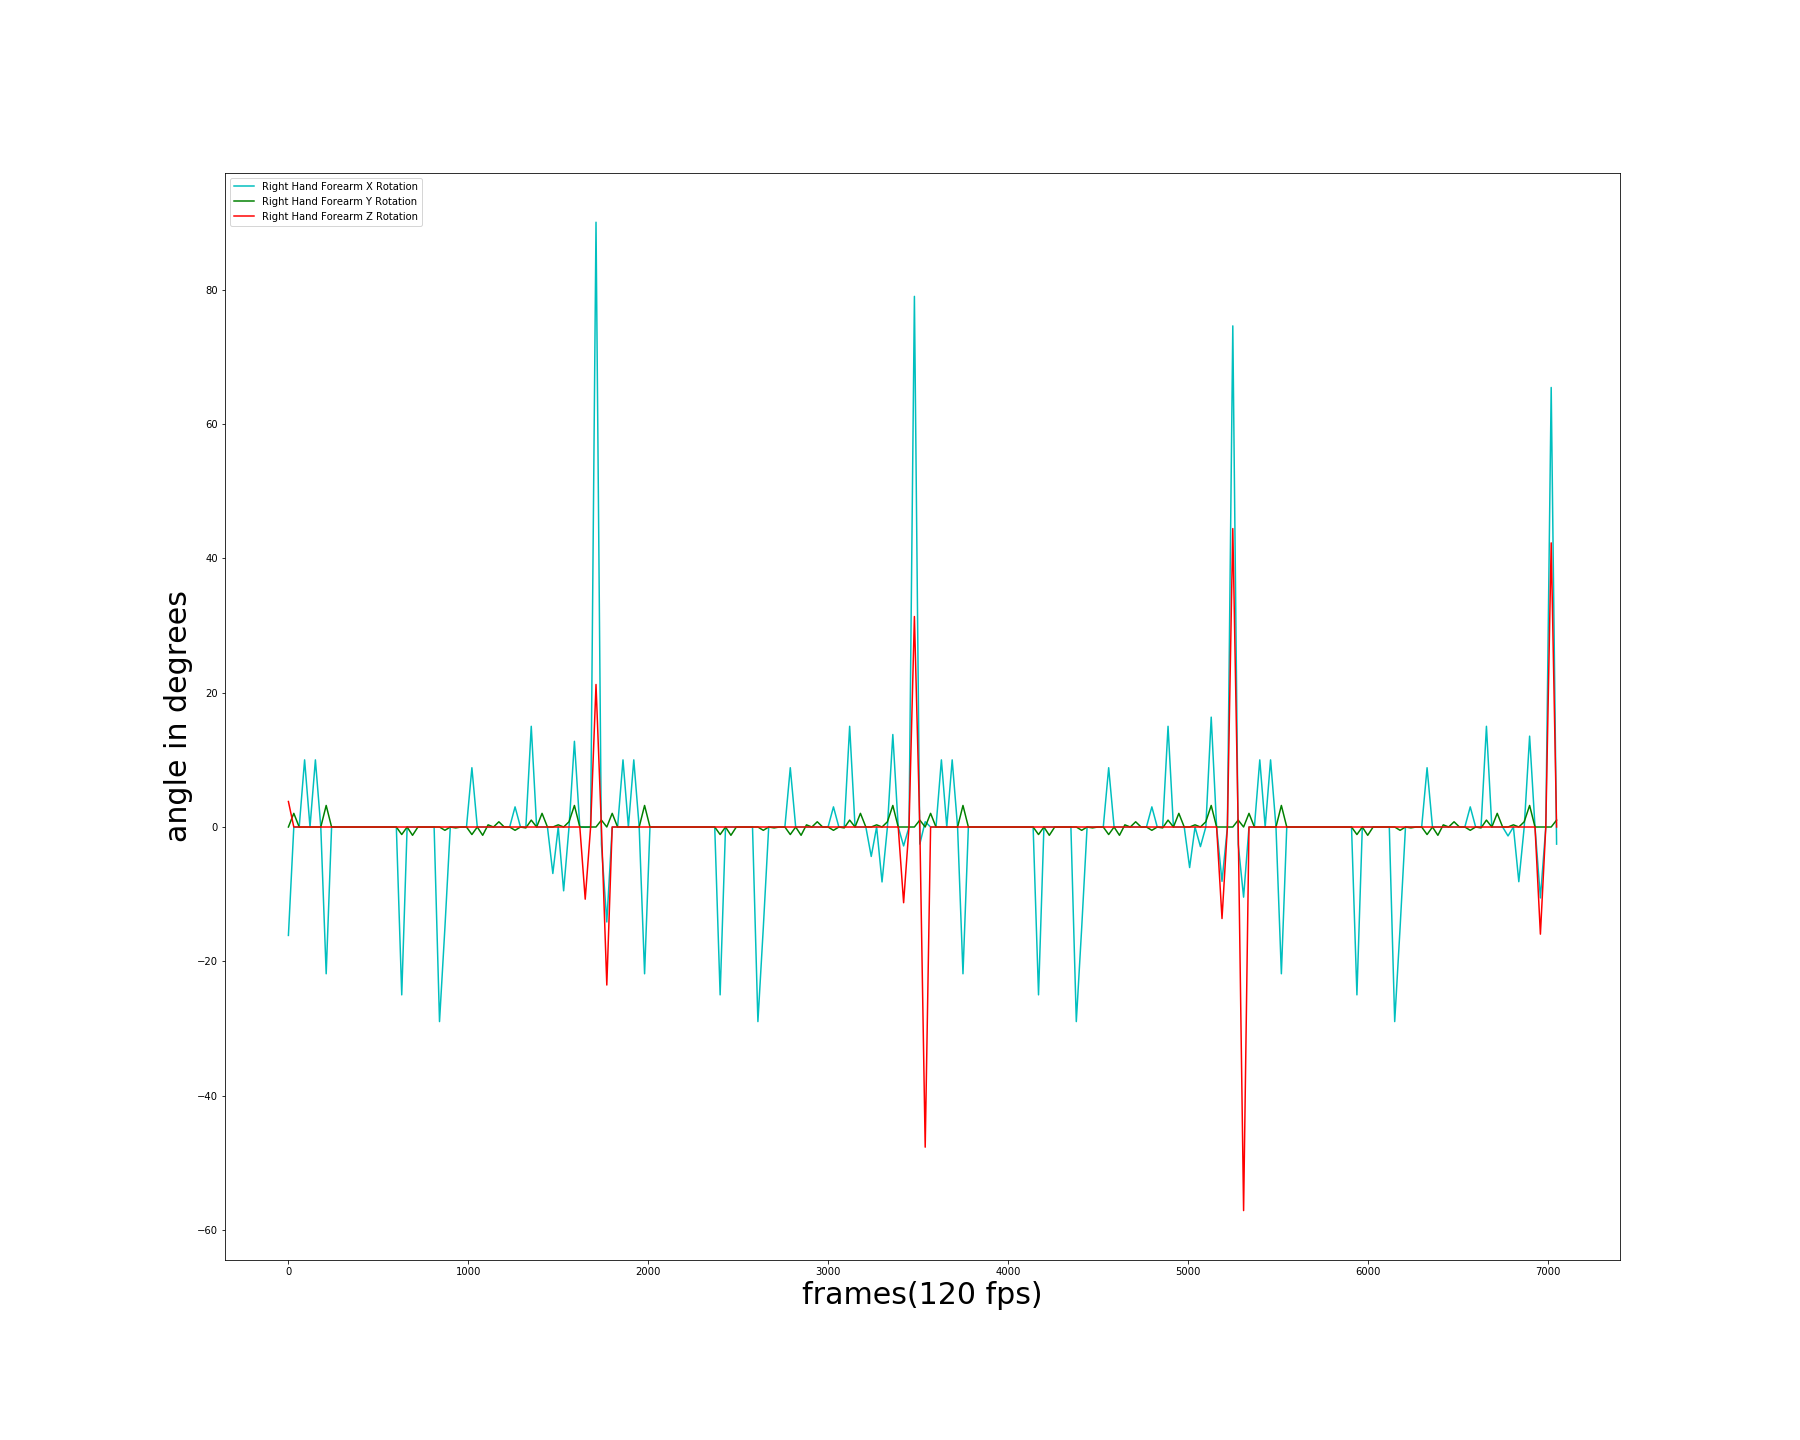 Right Hand Forearm X Rotation
Right Hand Forearm Y Rotation
Right Hand Forearm Z Rotation
80
60
40
20
0
−20
−40
−60
angle in degrees
0 1000 2000 3000 4000 5000 6000 7000
frames(120 fps)